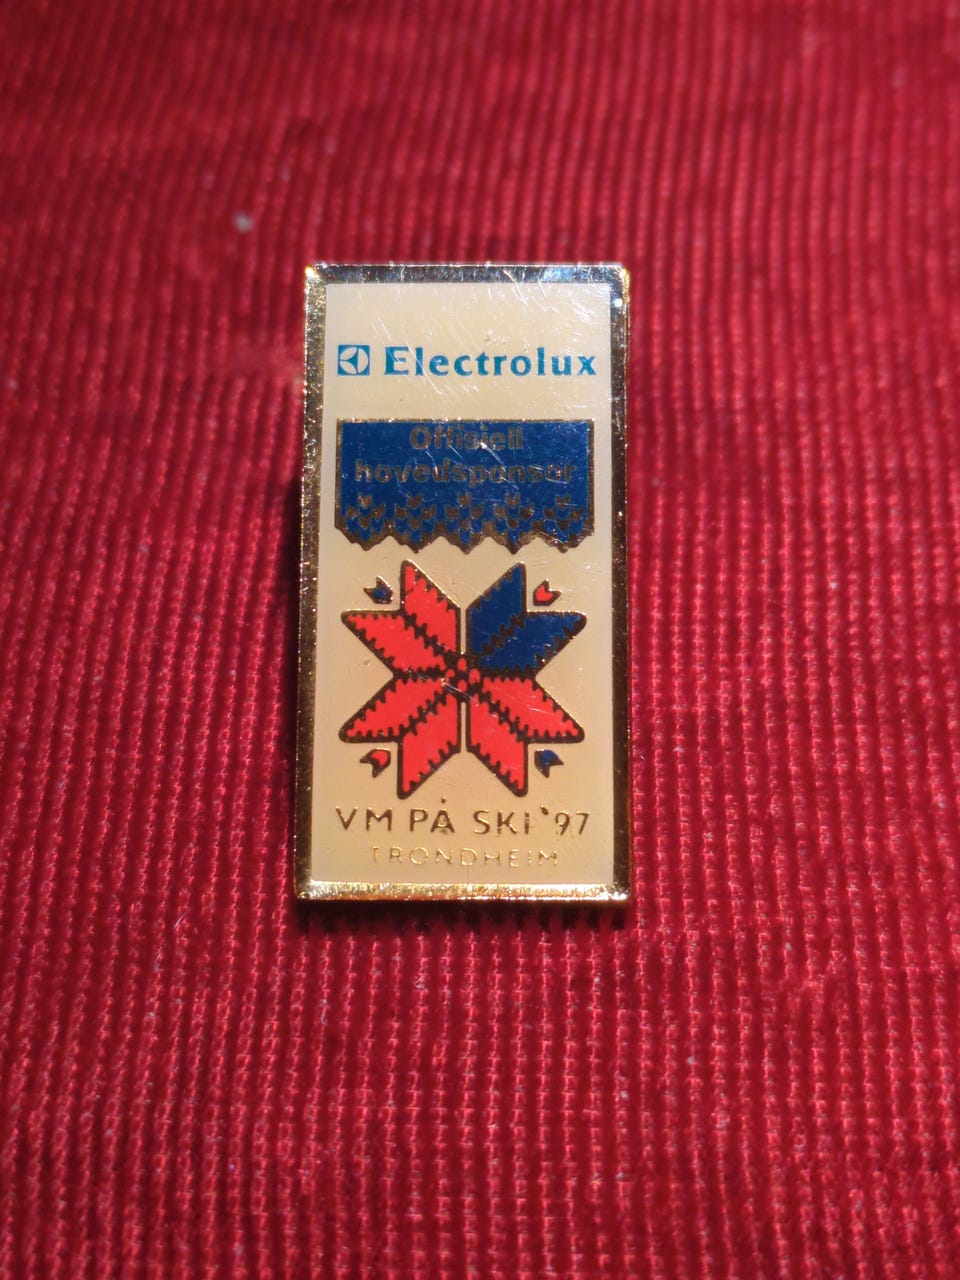 Electrolux
Offisiell
hovedsponsor
VM PÅ SKI '97
TRONDHEIM